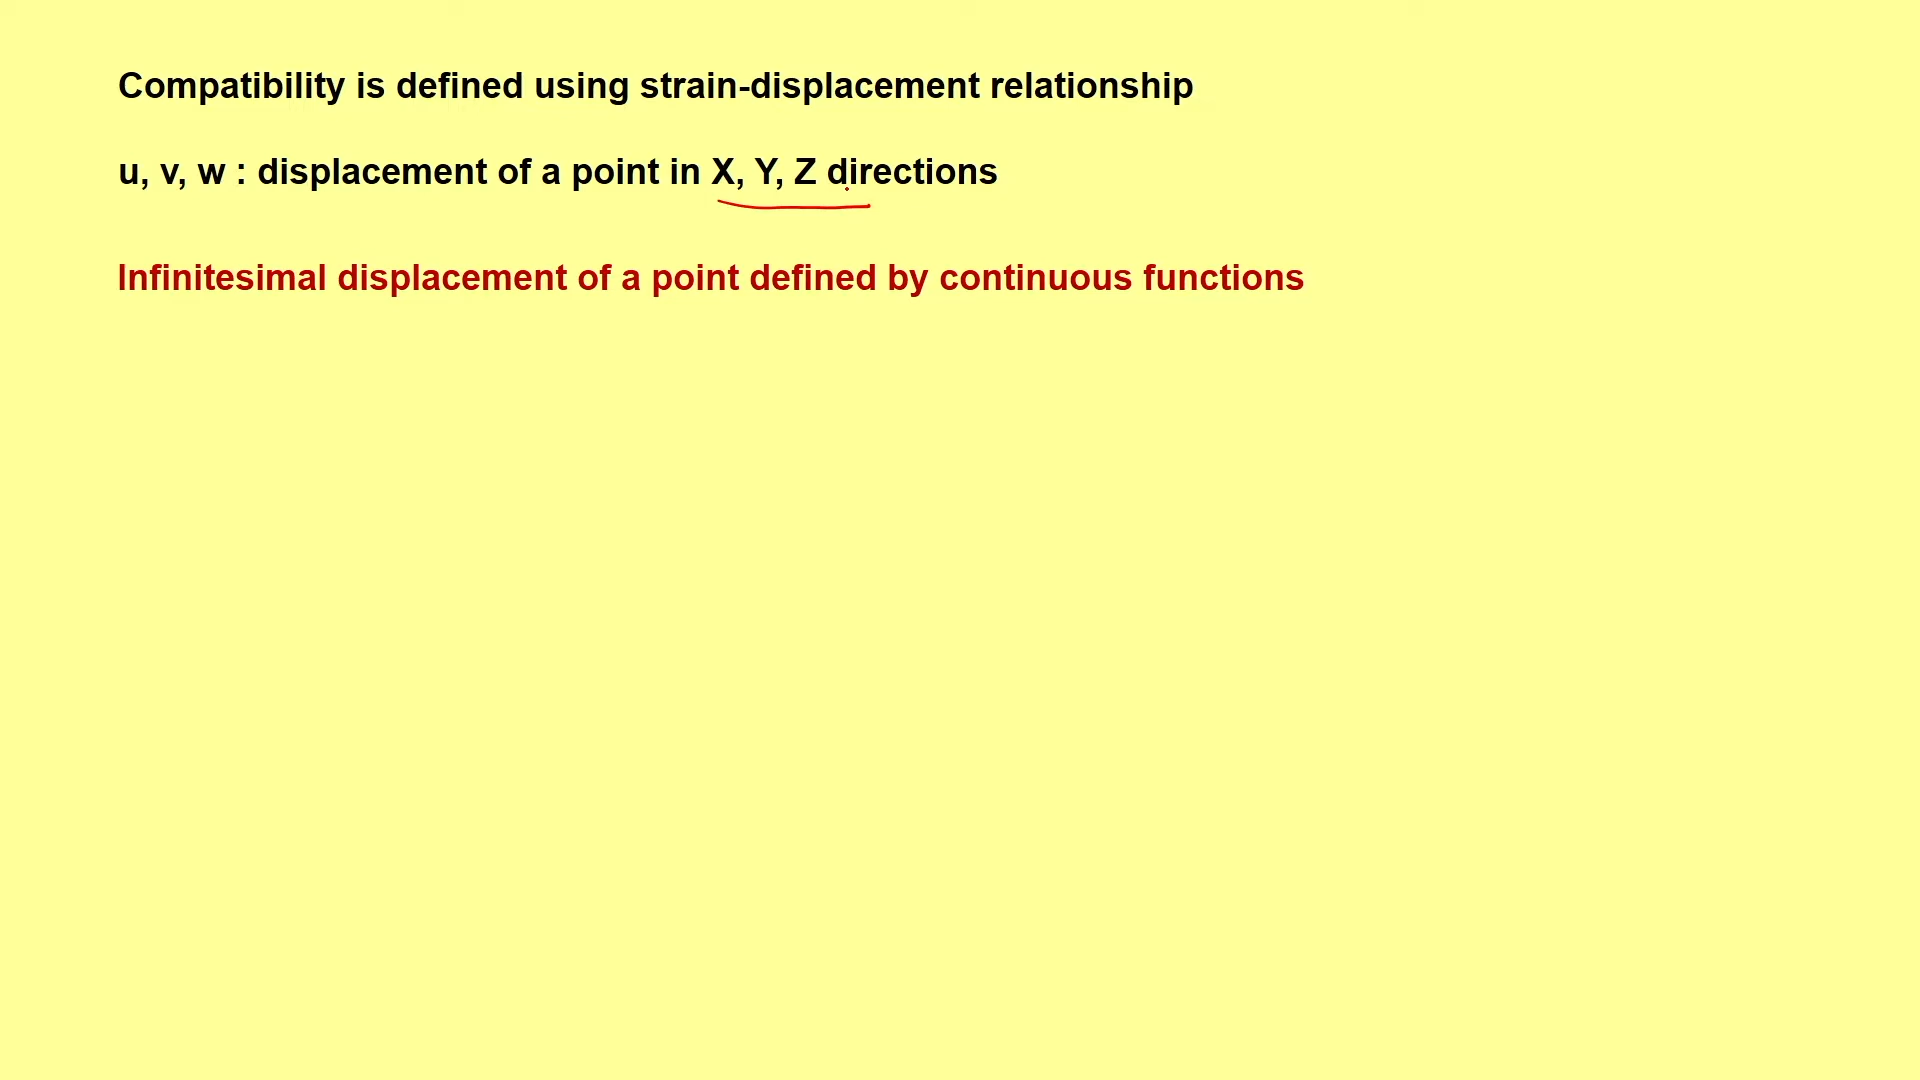 Compatibility is defined using strain-displacement relationship
u, v, w : displacement of a point in X, Y, Z directions
Infinitesimal displacement of a point defined by continuous functions